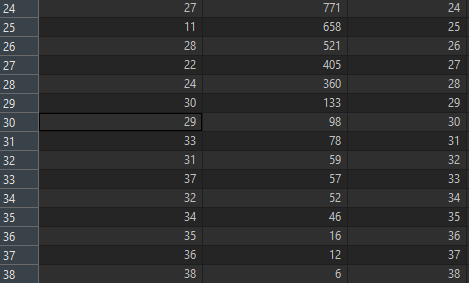 24 27 771 24
25 11 658 25
26 28 521 26
27 22 405 27
28 24 360 28
29 30 133 29
30 29 98 30
31 33 78 31
32 31 59 32
33 37 57 33
34 32 52 34
35 34 46 35
36 35 16 36
37 36 12 37
38 38 6 38